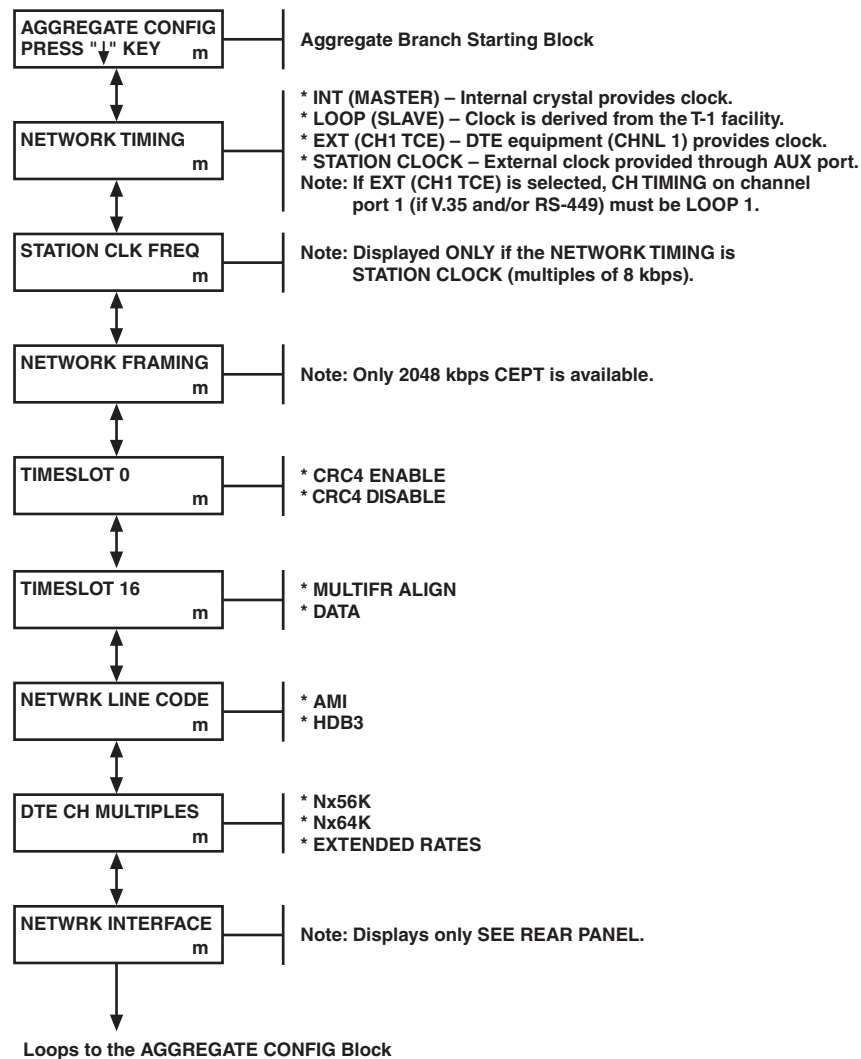 AGGREGATE CONFIG
PRESS "↓" KEY m
Aggregate Branch Starting Block
NETWORK TIMING
m
* INT (MASTER) – Internal crystal provides clock.
* LOOP (SLAVE) – Clock is derived from the T-1 facility.
* EXT (CH1 TCE) – DTE equipment (CHNL 1) provides clock.
* STATION CLOCK – External clock provided through AUX port.
Note: If EXT (CH1 TCE) is selected, CH TIMING on channel
port 1 (if V.35 and/or RS-449) must be LOOP 1.
STATION CLK FREQ
m
Note: Displayed ONLY if the NETWORK TIMING is
STATION CLOCK (multiples of 8 kbps).
NETWORK FRAMING
m
Note: Only 2048 kbps CEPT is available.
TIMESLOT 0
m
* CRC4 ENABLE
* CRC4 DISABLE
TIMESLOT 16
m
* MULTIFR ALIGN
* DATA
NETWRK LINE CODE
m
* AMI
* HDB3
DTE CH MULTIPLES
m
* Nx56K
* Nx64K
* EXTENDED RATES
NETWRK INTERFACE
m
Note: Displays only SEE REAR PANEL.
Loops to the AGGREGATE CONFIG Block